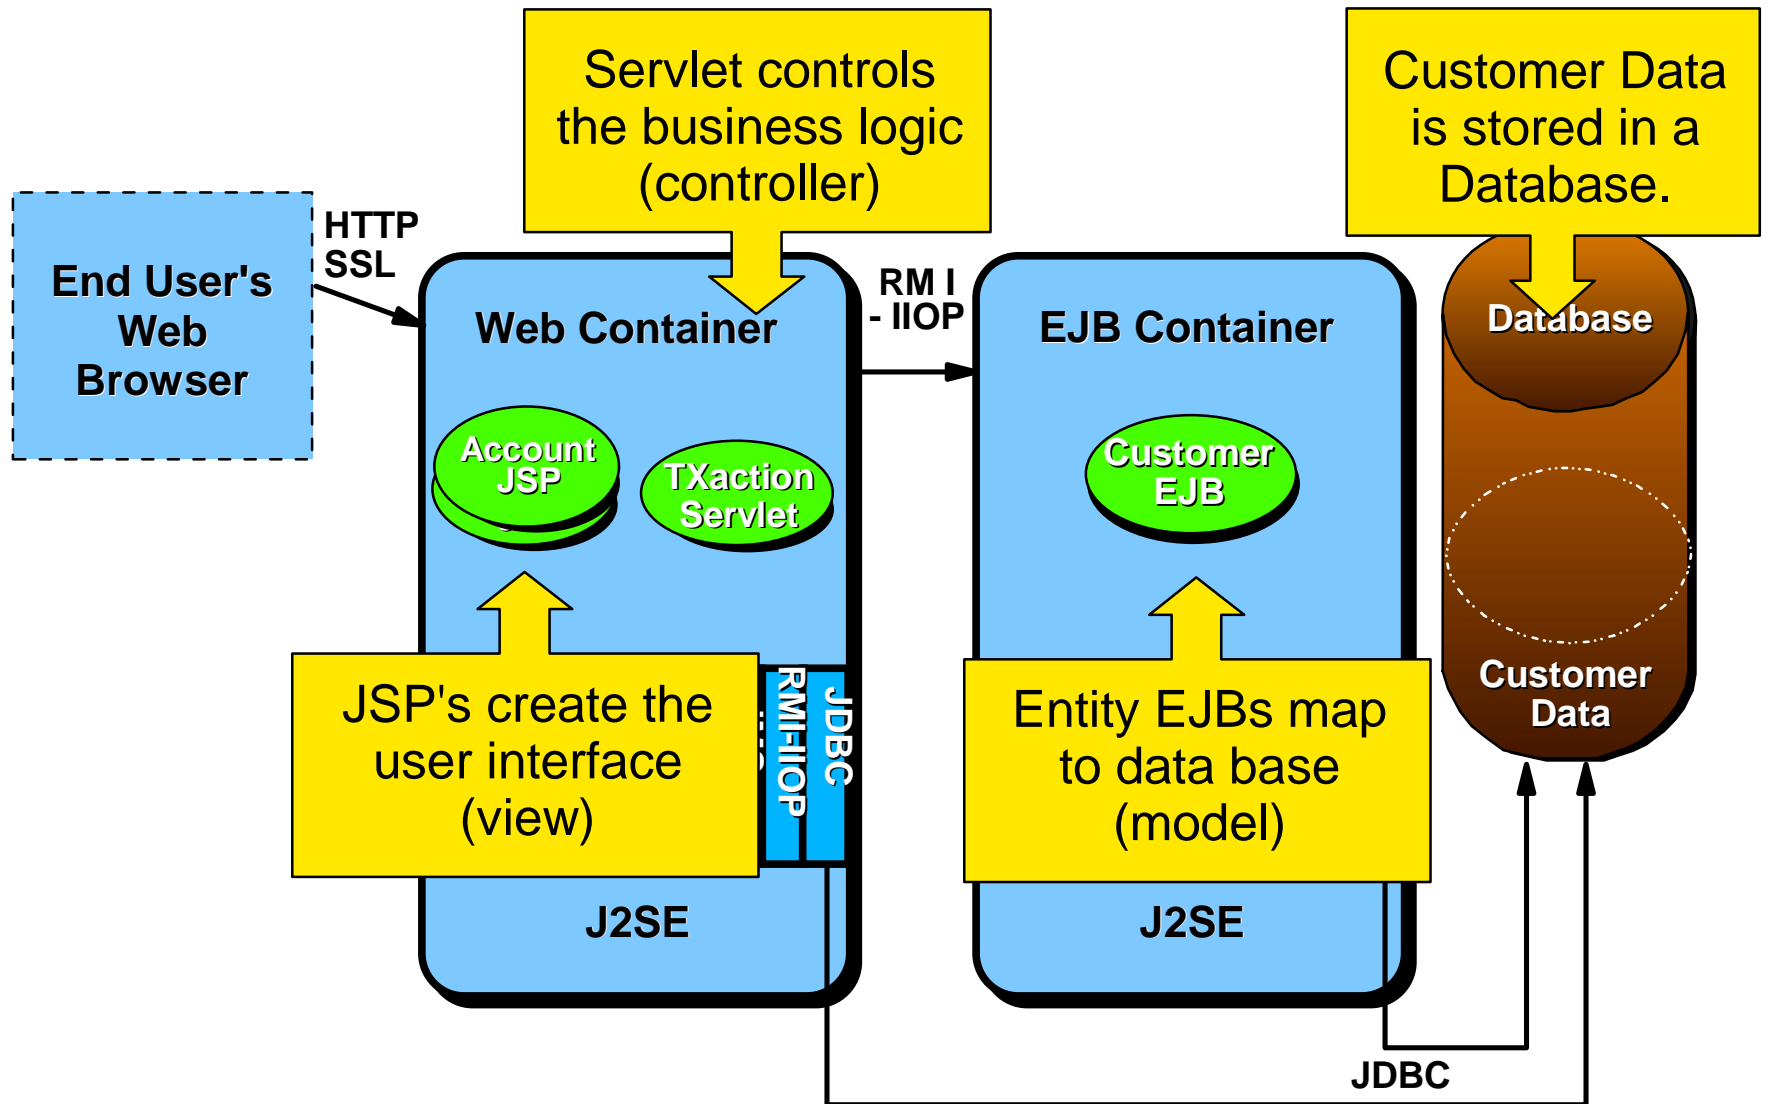 Servlet controls
the business logic
(controller)
Customer Data
is stored in a
Database.
HTTP
SSL
End User's
Web
Browser
Web Container
RM I
- IIOP
EJB Container
Database
Account
JSP
TXaction
Servlet
Customer
EJB
JSP's create the
user interface
(view)
RMI-IIOP
JDBC
Entity EJBs map
to data base
(model)
Customer
Data
J2SE
J2SE
JDBC